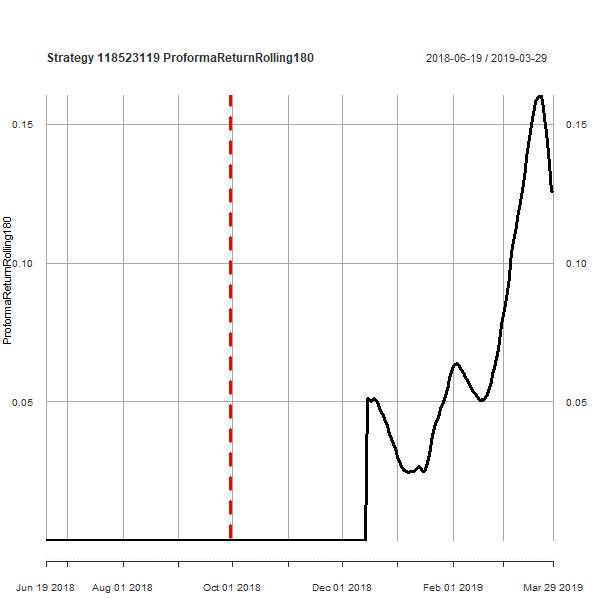 Strategy 118523119 ProformaReturnRolling180
2018-06-19 / 2019-03-29
ProformaReturnRolling180
0.15
0.15
0.10
0.10
0.05
0.05
Jun 19 2018
Aug 01 2018
Oct 01 2018
Dec 01 2018
Feb 01 2019
Mar 29 2019